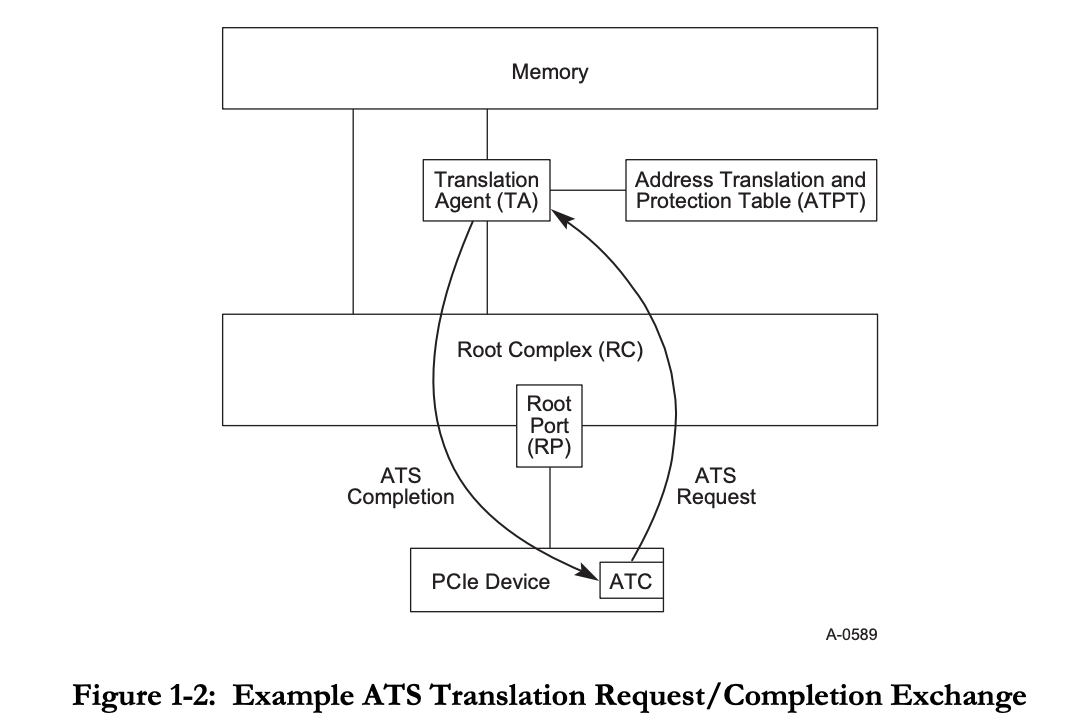 Memory
Translation
Agent (TA)
Address Translation and
Protection Table (ATPT)
Root Complex (RC)
Root
Port
(RP)
ATS
Completion
ATS
Request
PCIe Device
ATC
A-0589
Figure 1-2: Example ATS Translation Request/Completion Exchange